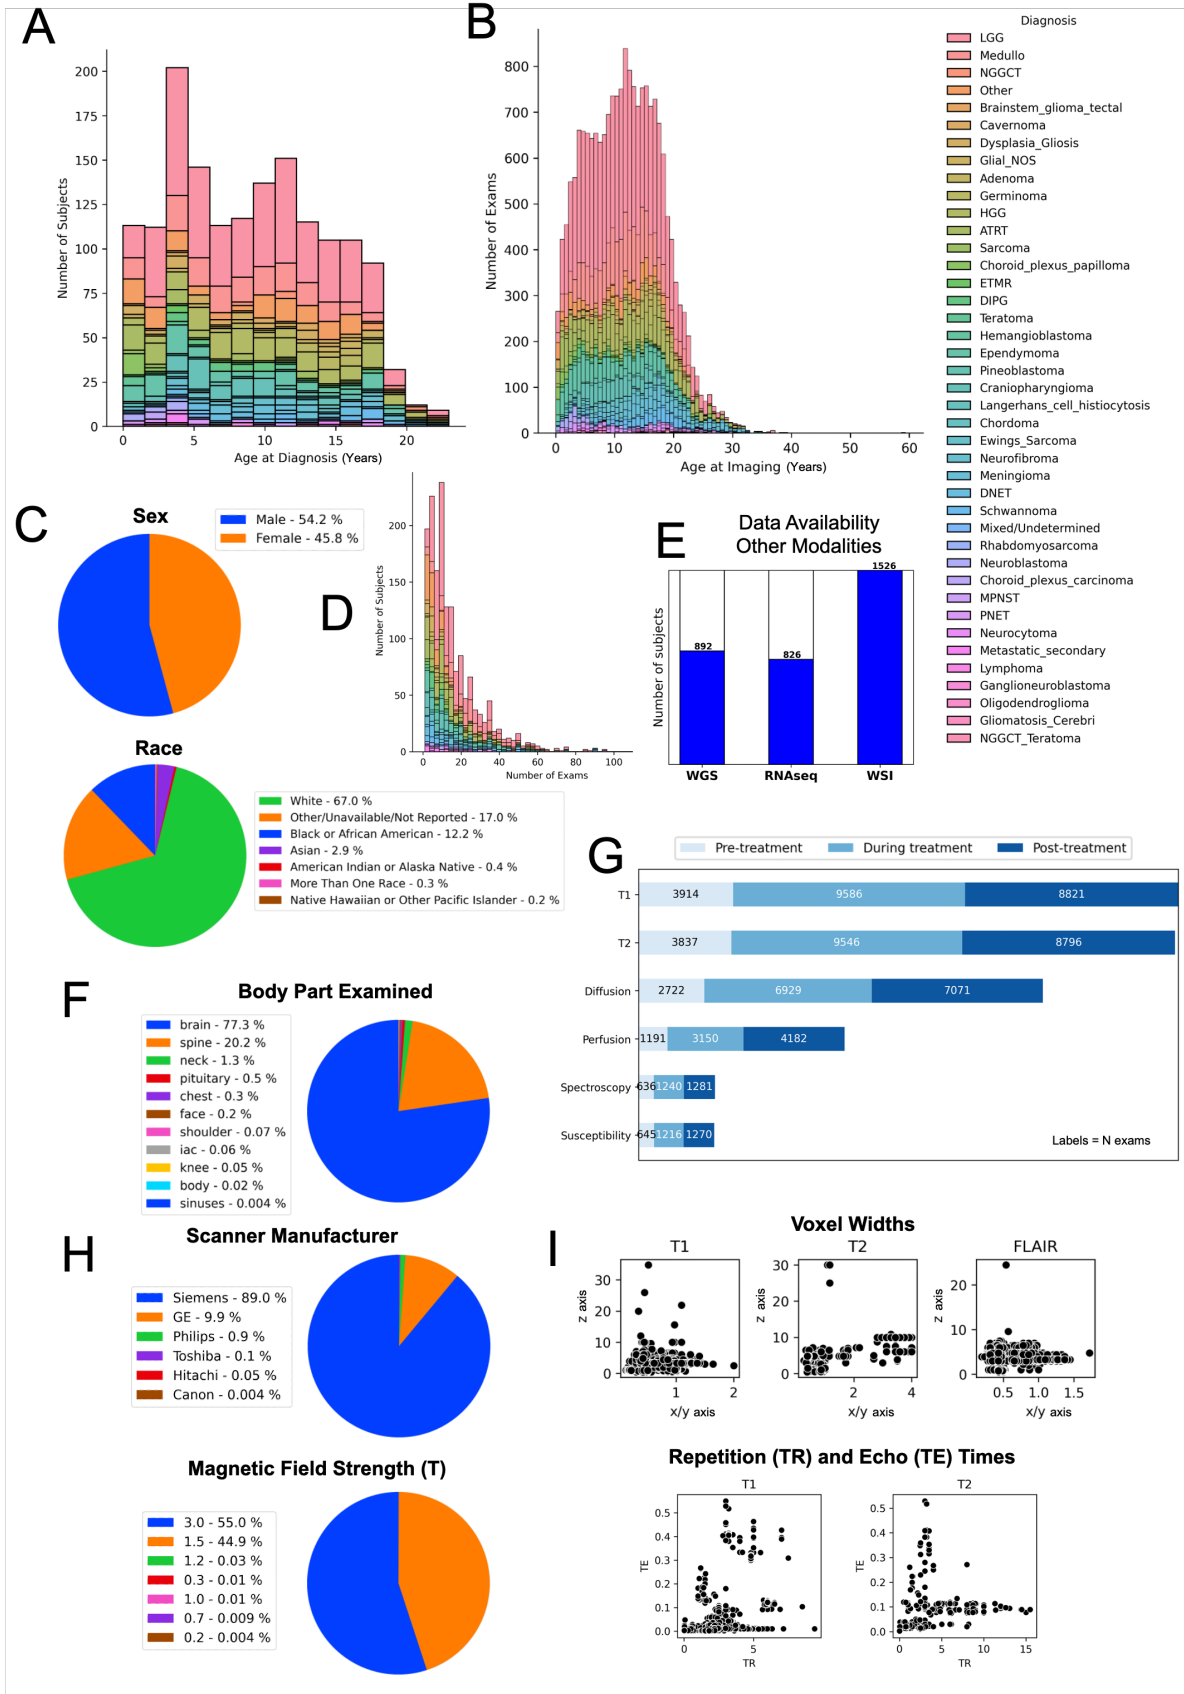 A
B
Diagnosis
LGG
Medullo
NGGCT
Other
Brainstem_glioma_tectal
Cavernoma
Dysplasia_Gliosis
Glial_NOS
Adenoma
Germinoma
HGG
ATRT
Sarcoma
Choroid_plexus_papilloma
ETMR
DIPG
Teratoma
Hemangioblastoma
Ependymoma
Pineoblastoma
Craniopharyngioma
Langerhans_cell_histiocytosis
Chordoma
Ewings_Sarcoma
Neurofibroma
Meningioma
DNET
Schwannoma
Mixed/Undetermined
Rhabdomyosarcoma
Neuroblastoma
Choroid_plexus_carcinoma
MPNST
PNET
Neurocytoma
Metastatic_secondary
Lymphoma
Ganglioneuroblastoma
Oligodendroglioma
Gliomatosis_Cerebri
NGGCT_Teratoma
Number of Subjects
200
175
150
125
100
75
50
25
0
0 5 10 15 20
Age at Diagnosis (Years)
Number of Exams
800
700
600
500
400
300
200
100
0
0 10 20 30 40 50 60
Age at Imaging (Years)
C
Sex
Male - 54.2 %
Female - 45.8 %
Race
White - 67.0 %
Other/Unavailable/Not Reported - 17.0 %
Black or African American - 12.2 %
Asian - 2.9 %
American Indian or Alaska Native - 0.4 %
More Than One Race - 0.3 %
Native Hawaiian or Other Pacific Islander - 0.2 %
D
Number of Subjects
200
150
100
50
0
0 20 40 60 80 100
Number of Exams
E
Data Availability
Other Modalities
Number of subjects
892
826
1526
WGS RNAseq WSI
F
Body Part Examined
brain - 77.3 %
spine - 20.2 %
neck - 1.3 %
pituitary - 0.5 %
chest - 0.3 %
face - 0.2 %
shoulder - 0.07 %
iac - 0.06 %
knee - 0.05 %
body - 0.02 %
sinuses - 0.004 %
G
Pre-treatment During treatment Post-treatment
T1 3914 9586 8821
T2 3837 9546 8796
Diffusion 2722 6929 7071
Perfusion 1191 3150 4182
Spectroscopy 636 1240 1281
Susceptibility 645 1216 1270
Labels = N exams
H
Scanner Manufacturer
Siemens - 89.0 %
GE - 9.9 %
Philips - 0.9 %
Toshiba - 0.1 %
Hitachi - 0.05 %
Canon - 0.004 %
Magnetic Field Strength (T)
3.0 - 55.0 %
1.5 - 44.9 %
1.2 - 0.03 %
0.3 - 0.01 %
1.0 - 0.01 %
0.7 - 0.009 %
0.2 - 0.004 %
I
Voxel Widths
T1
z axis
30
20
10
0
1 2
x/y axis
T2
z axis
30
20
10
0
2 4
x/y axis
FLAIR
z axis
20
10
0
0.5 1.0 1.5
x/y axis
Repetition (TR) and Echo (TE) Times
T1
TE
0.5
0.4
0.3
0.2
0.1
0.0
0 5
TR
T2
TE
0.5
0.4
0.3
0.2
0.1
0.0
0 5 10 15
TR